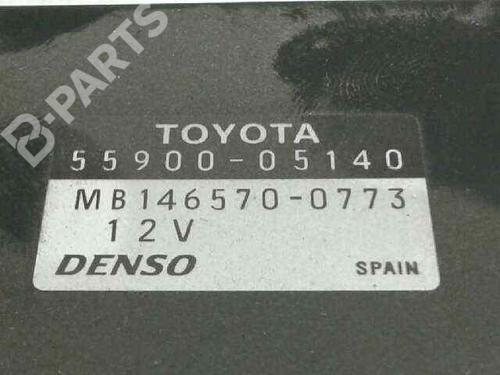 B-PARTS
TOYOTA
55900-05140
MB146570-0773
12V
DENSO
SPAIN